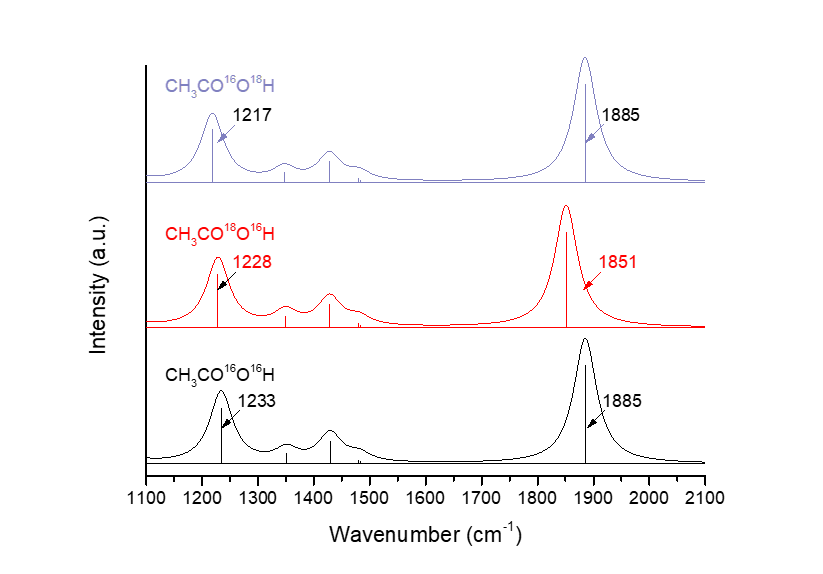 CH₃CO¹⁶O¹⁸H
1217
1885
CH₃CO¹⁸O¹⁶H
1228
1851
CH₃CO¹⁶O¹⁶H
1233
1885
Intensity (a.u.)
1100 1200 1300 1400 1500 1600 1700 1800 1900 2000 2100
Wavenumber (cm⁻¹)